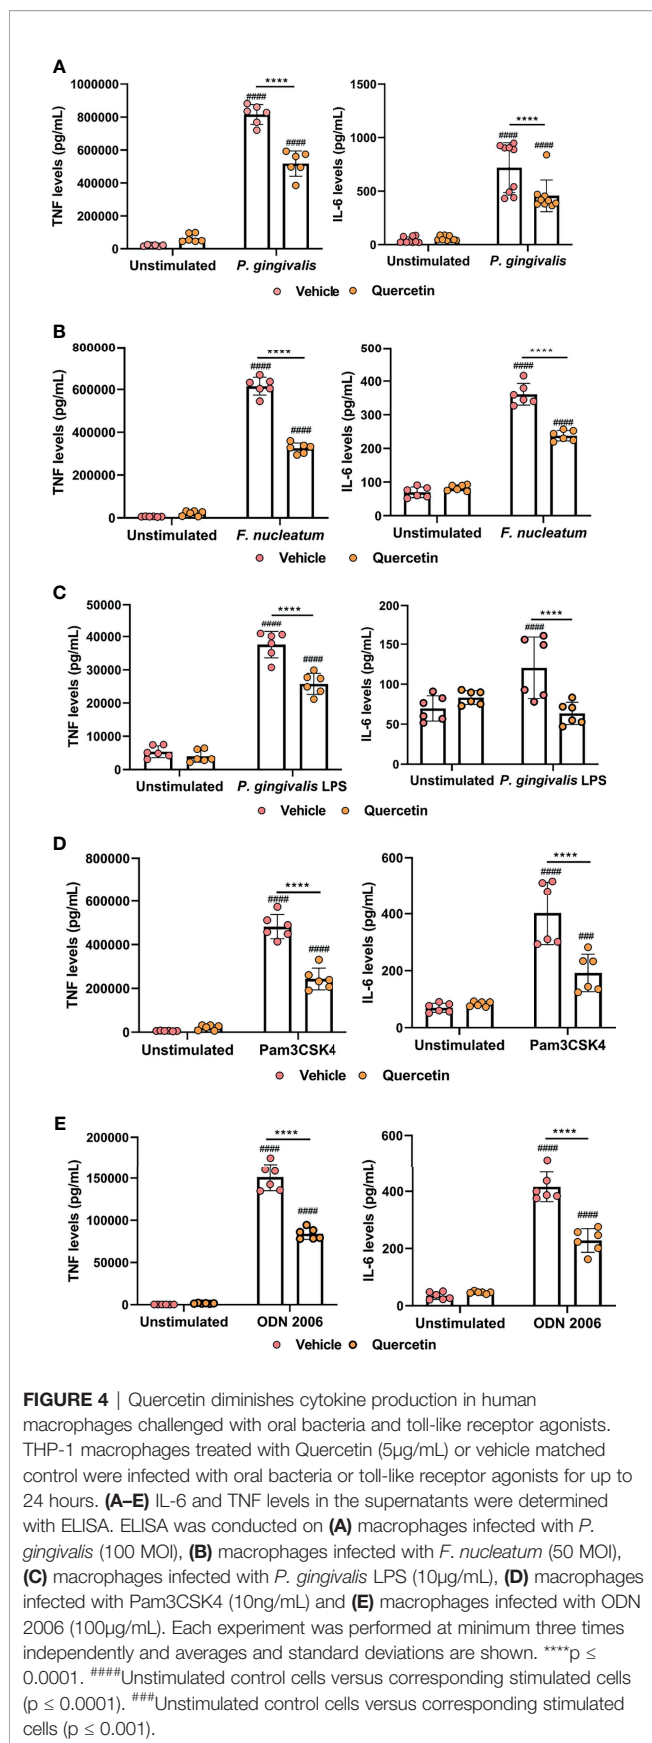 A
TNF levels (pg/mL)
1000000
800000
600000
400000
200000
0
####
****
####
Unstimulated
P. gingivalis
IL-6 levels (pg/mL)
1500
1000
500
0
####
****
####
Unstimulated
P. gingivalis
Vehicle Quercetin
B
TNF levels (pg/mL)
800000
600000
400000
200000
0
####
****
####
Unstimulated
F. nucleatum
IL-6 levels (pg/mL)
500
400
300
200
100
0
####
****
####
Unstimulated
F. nucleatum
Vehicle Quercetin
C
TNF levels (pg/mL)
50000
40000
30000
20000
10000
0
####
****
####
Unstimulated
P. gingivalis LPS
IL-6 levels (pg/mL)
200
150
100
50
0
####
****
Unstimulated
P. gingivalis LPS
Vehicle Quercetin
D
TNF levels (pg/mL)
800000
600000
400000
200000
0
####
****
####
Unstimulated
Pam3CSK4
IL-6 levels (pg/mL)
600
400
200
0
####
****
###
Unstimulated
Pam3CSK4
Vehicle Quercetin
E
TNF levels (pg/mL)
200000
150000
100000
50000
0
####
****
####
Unstimulated
ODN 2006
IL-6 levels (pg/mL)
600
400
200
0
####
****
####
Unstimulated
ODN 2006
Vehicle Quercetin
FIGURE 4 | Quercetin diminishes cytokine production in human
macrophages challenged with oral bacteria and toll-like receptor agonists.
THP-1 macrophages treated with Quercetin (5µg/mL) or vehicle matched
control were infected with oral bacteria or toll-like receptor agonists for up to
24 hours. (A–E) IL-6 and TNF levels in the supernatants were determined
with ELISA. ELISA was conducted on (A) macrophages infected with P.
gingivalis (100 MOI), (B) macrophages infected with F. nucleatum (50 MOI),
(C) macrophages infected with P. gingivalis LPS (10µg/mL), (D) macrophages
infected with Pam3CSK4 (10ng/mL) and (E) macrophages infected with ODN
2006 (100µg/mL). Each experiment was performed at minimum three times
independently and averages and standard deviations are shown. ****p ≤
0.0001. ####Unstimulated control cells versus corresponding stimulated cells
(p ≤ 0.0001). ###Unstimulated control cells versus corresponding stimulated
cells (p ≤ 0.001).